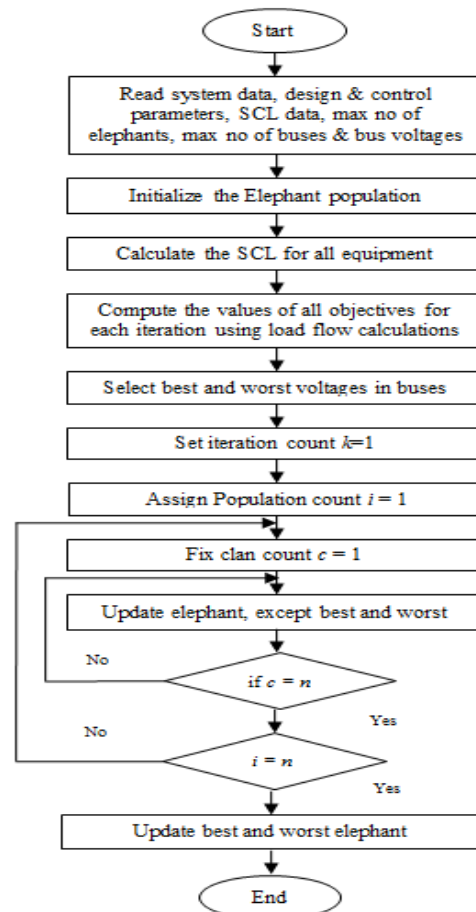 Start
Read system data, design & control
parameters, SCL data, max no of
elephants, max no of buses & bus voltages
Initialize the Elephant population
Calculate the SCL for all equipment
Compute the values of all objectives for
each iteration using load flow calculations
Select best and worst voltages in buses
Set iteration count k=1
Assign Population count i = 1
Fix clan count c = 1
Update elephant, except best and worst
No
if c = n
Yes
No
i = n
Yes
Update best and worst elephant
End